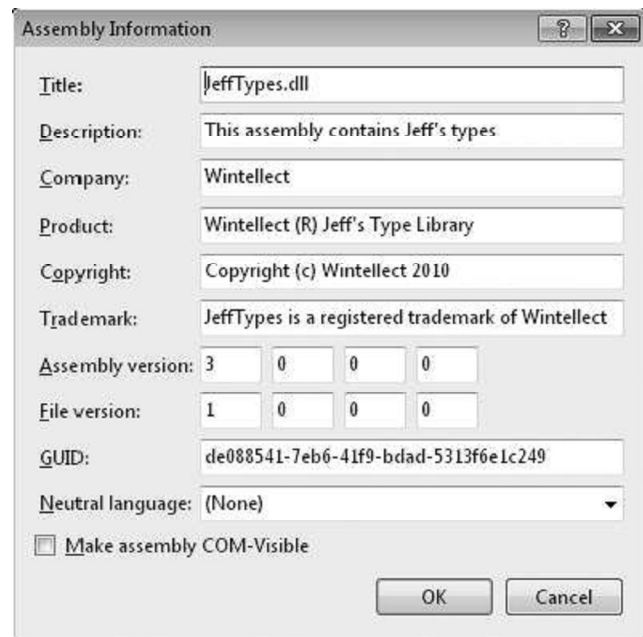 Assembly Information
Title: JeffTypes.dll
Description: This assembly contains Jeff's types
Company: Wintellect
Product: Wintellect (R) Jeff's Type Library
Copyright: Copyright (c) Wintellect 2010
Trademark: JeffTypes is a registered trademark of Wintellect
Assembly version: 3 0 0 0
File version: 1 0 0 0
GUID: de088541-7eb6-41f9-bdad-5313f6e1c249
Neutral language: (None)
Make assembly COM-Visible
OK Cancel